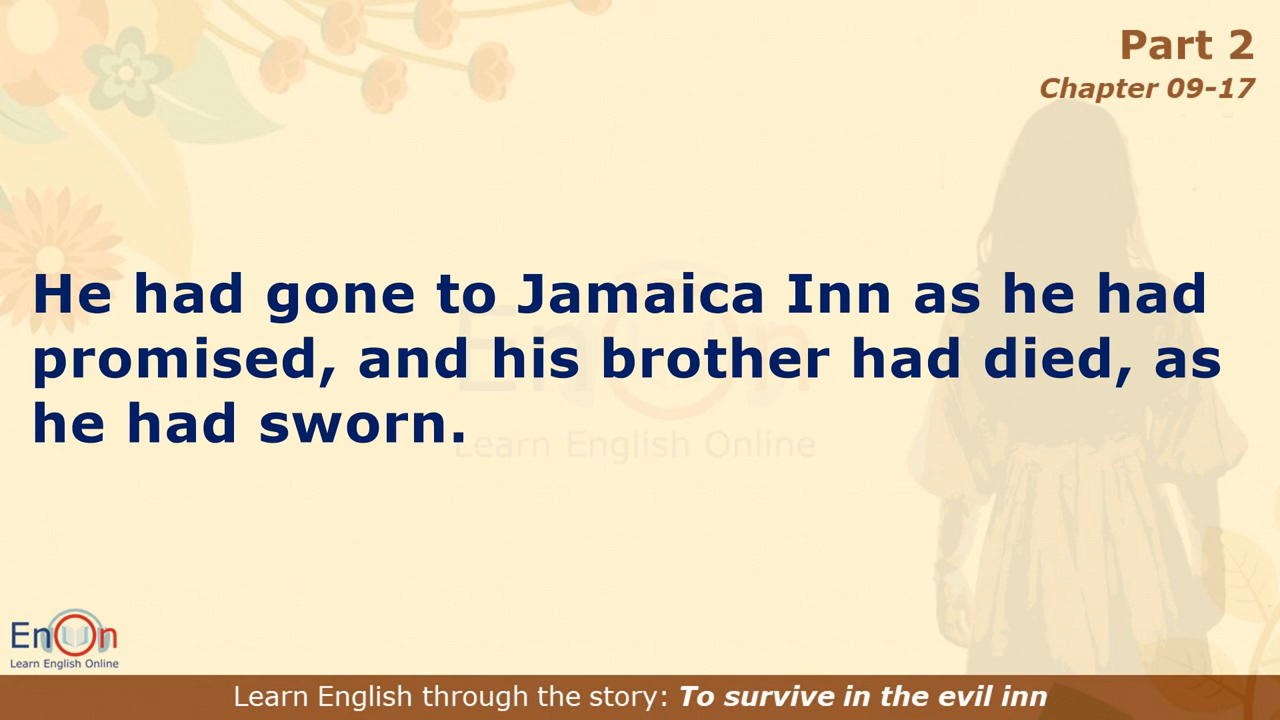 Part 2
Chapter 09-17
He had gone to Jamaica Inn as he had
promised, and his brother had died, as
he had sworn.
EnOn
Learn English Online
EnOn
Learn English Online
Learn English through the story: To survive in the evil inn